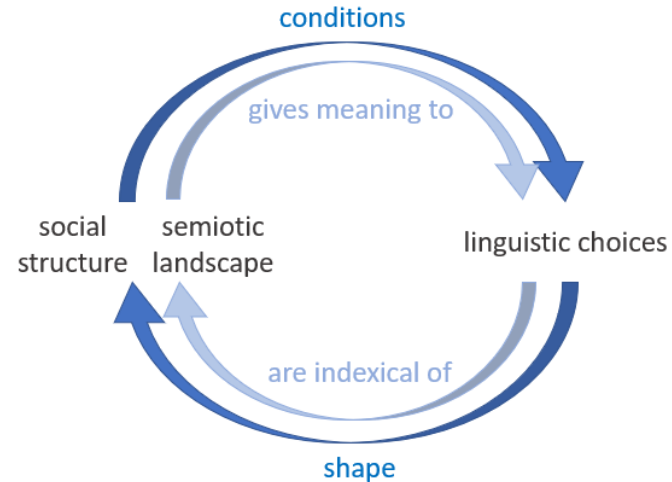 conditions
gives meaning to
social
structure
semiotic
landscape
linguistic choices
are indexical of
shape